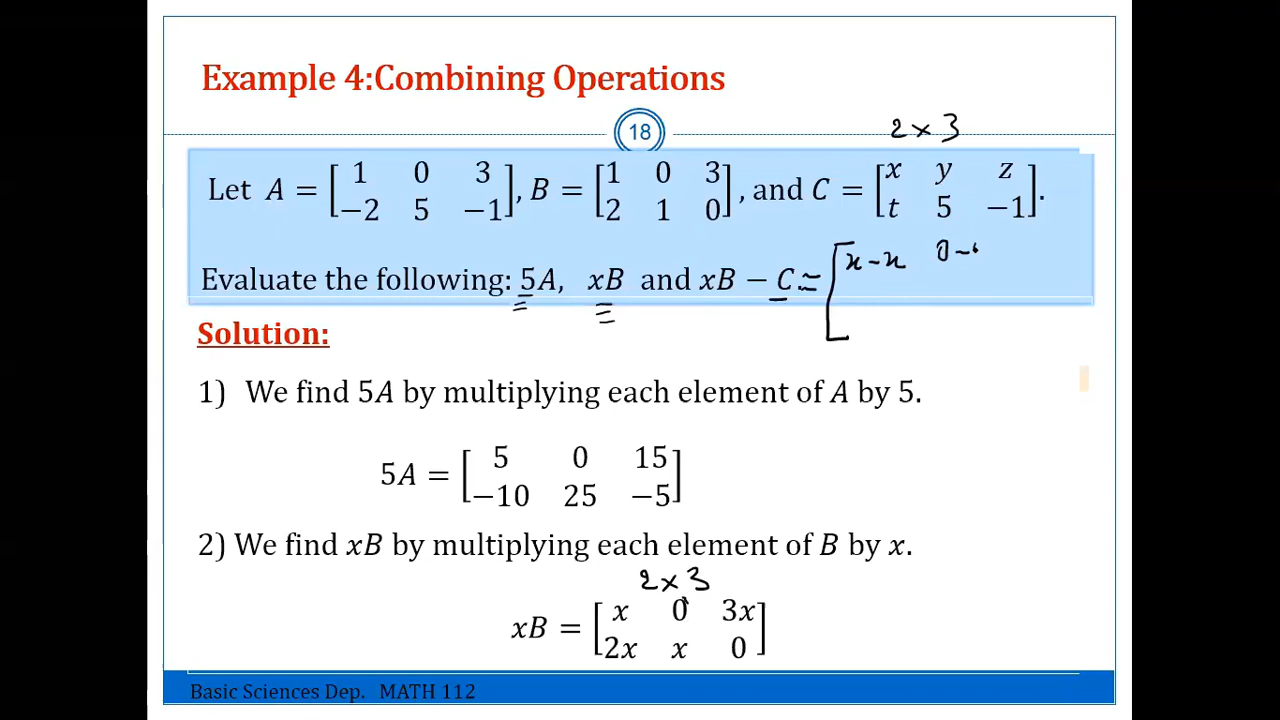 Example 4:Combining Operations
18
2 × 3
Let A = [1 0 3; −2 5 −1], B = [1 0 3; 2 1 0], and C = [x y z; t 5 −1].
Evaluate the following: 5A, xB and xB − C = [x − x 0 −
Solution:
1) We find 5A by multiplying each element of A by 5.
5A = [5 0 15; −10 25 −5]
2) We find xB by multiplying each element of B by x.
2 × 3
xB = [x 0 3x; 2x x 0]
Basic Sciences Dep. MATH 112